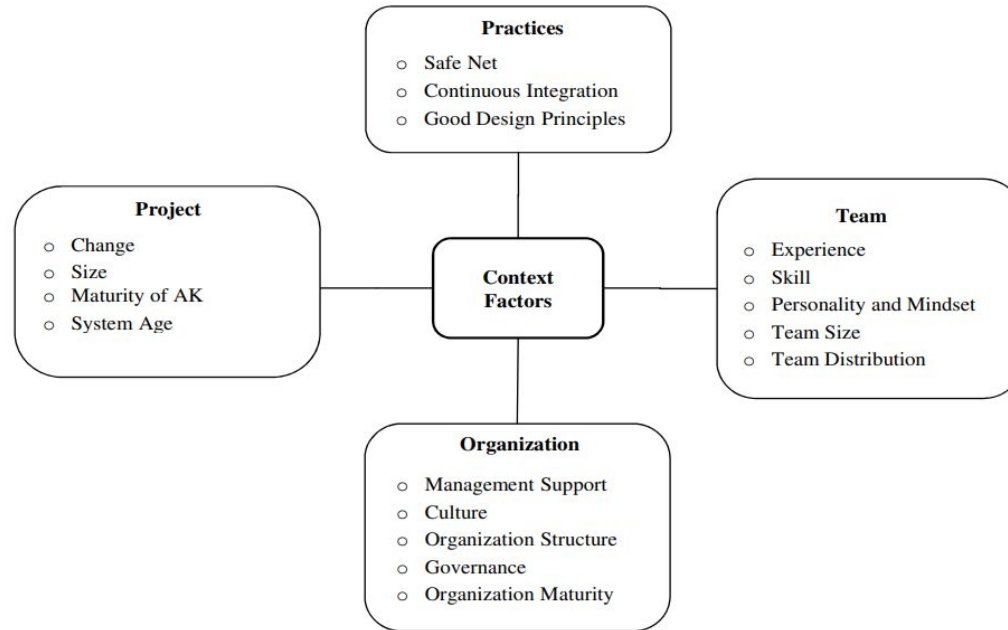 Practices
o Safe Net
o Continuous Integration
o Good Design Principles
Project
o Change
o Size
o Maturity of AK
o System Age
Context
Factors
Team
o Experience
o Skill
o Personality and Mindset
o Team Size
o Team Distribution
Organization
o Management Support
o Culture
o Organization Structure
o Governance
o Organization Maturity